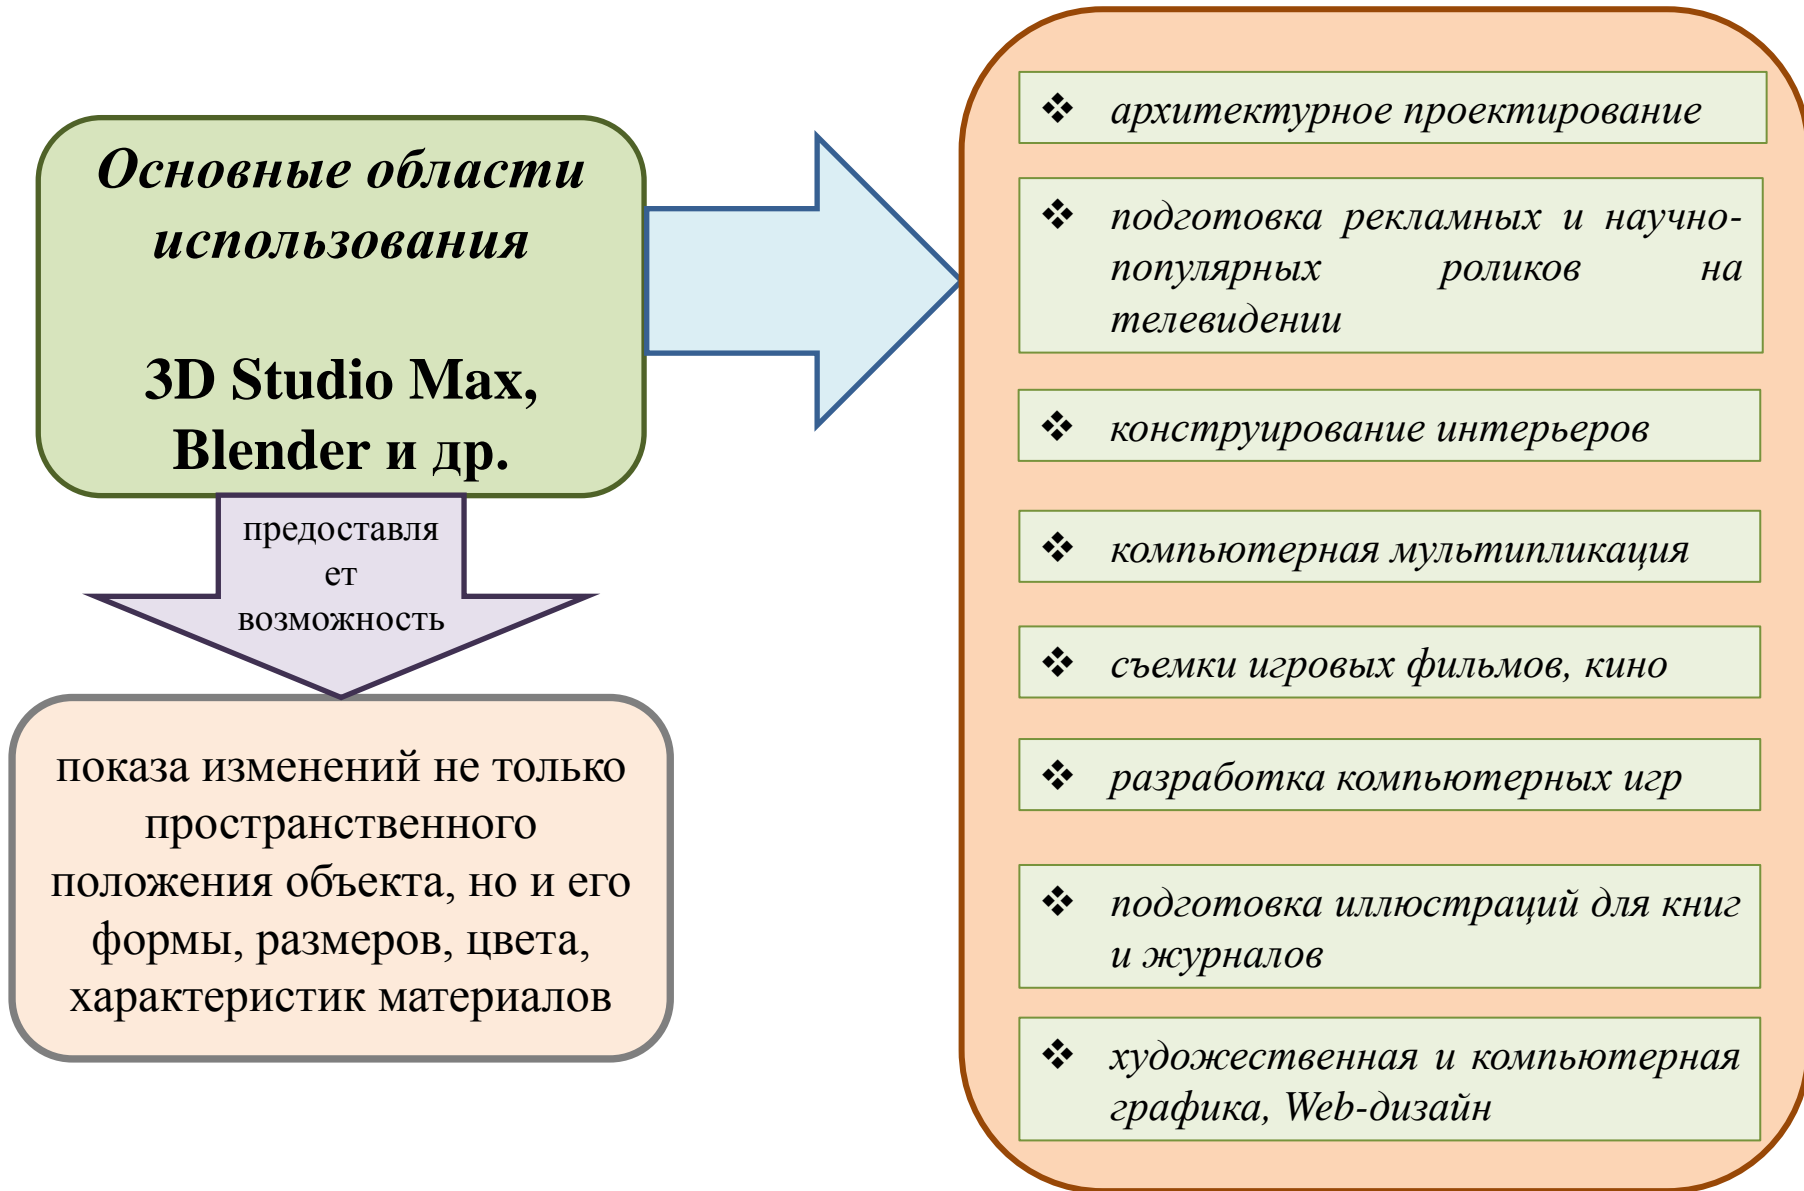 Основные области
использования
3D Studio Max,
Blender и др.
предоставля
ет
возможность
показа изменений не только
пространственного
положения объекта, но и его
формы, размеров, цвета,
характеристик материалов
❖ архитектурное проектирование
❖ подготовка рекламных и научно-
популярных роликов на
телевидении
❖ конструирование интерьеров
❖ компьютерная мультипликация
❖ съемки игровых фильмов, кино
❖ разработка компьютерных игр
❖ подготовка иллюстраций для книг
и журналов
❖ художественная и компьютерная
графика, Web-дизайн